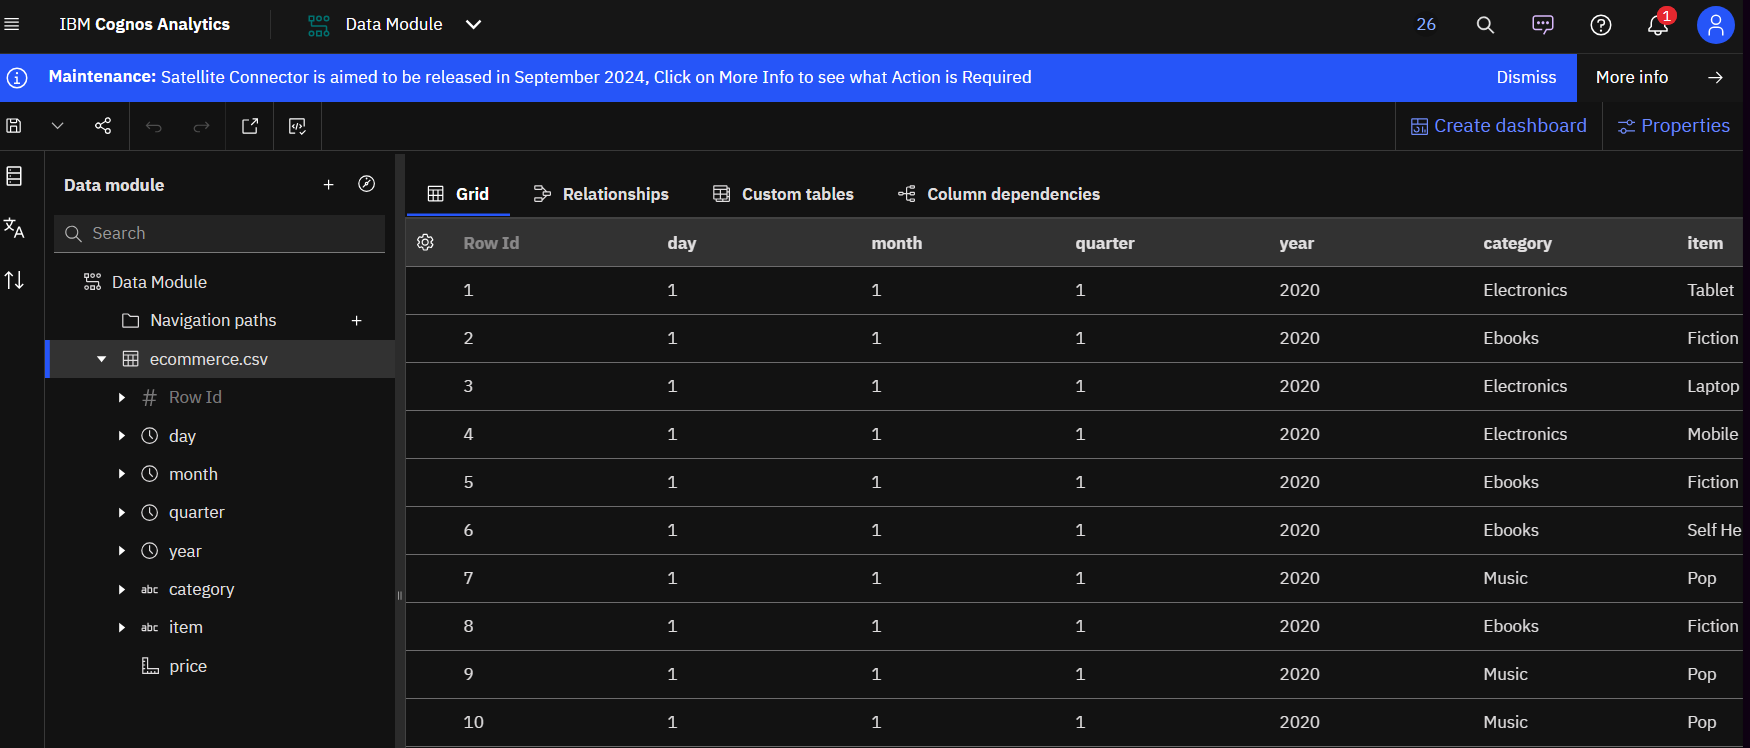 IBM Cognos Analytics
Data Module
26
1
Maintenance: Satellite Connector is aimed to be released in September 2024, Click on More Info to see what Action is Required
Dismiss
More info
Create dashboard
Properties
Data module
Search
Data Module
Navigation paths
ecommerce.csv
Row Id
day
month
quarter
year
abc category
abc item
price
Grid
Relationships
Custom tables
Column dependencies
Row Id day month quarter year category item
1 1 1 1 2020 Electronics Tablet
2 1 1 1 2020 Ebooks Fiction
3 1 1 1 2020 Electronics Laptop
4 1 1 1 2020 Electronics Mobile
5 1 1 1 2020 Ebooks Fiction
6 1 1 1 2020 Ebooks Self He
7 1 1 1 2020 Music Pop
8 1 1 1 2020 Ebooks Fiction
9 1 1 1 2020 Music Pop
10 1 1 1 2020 Music Pop